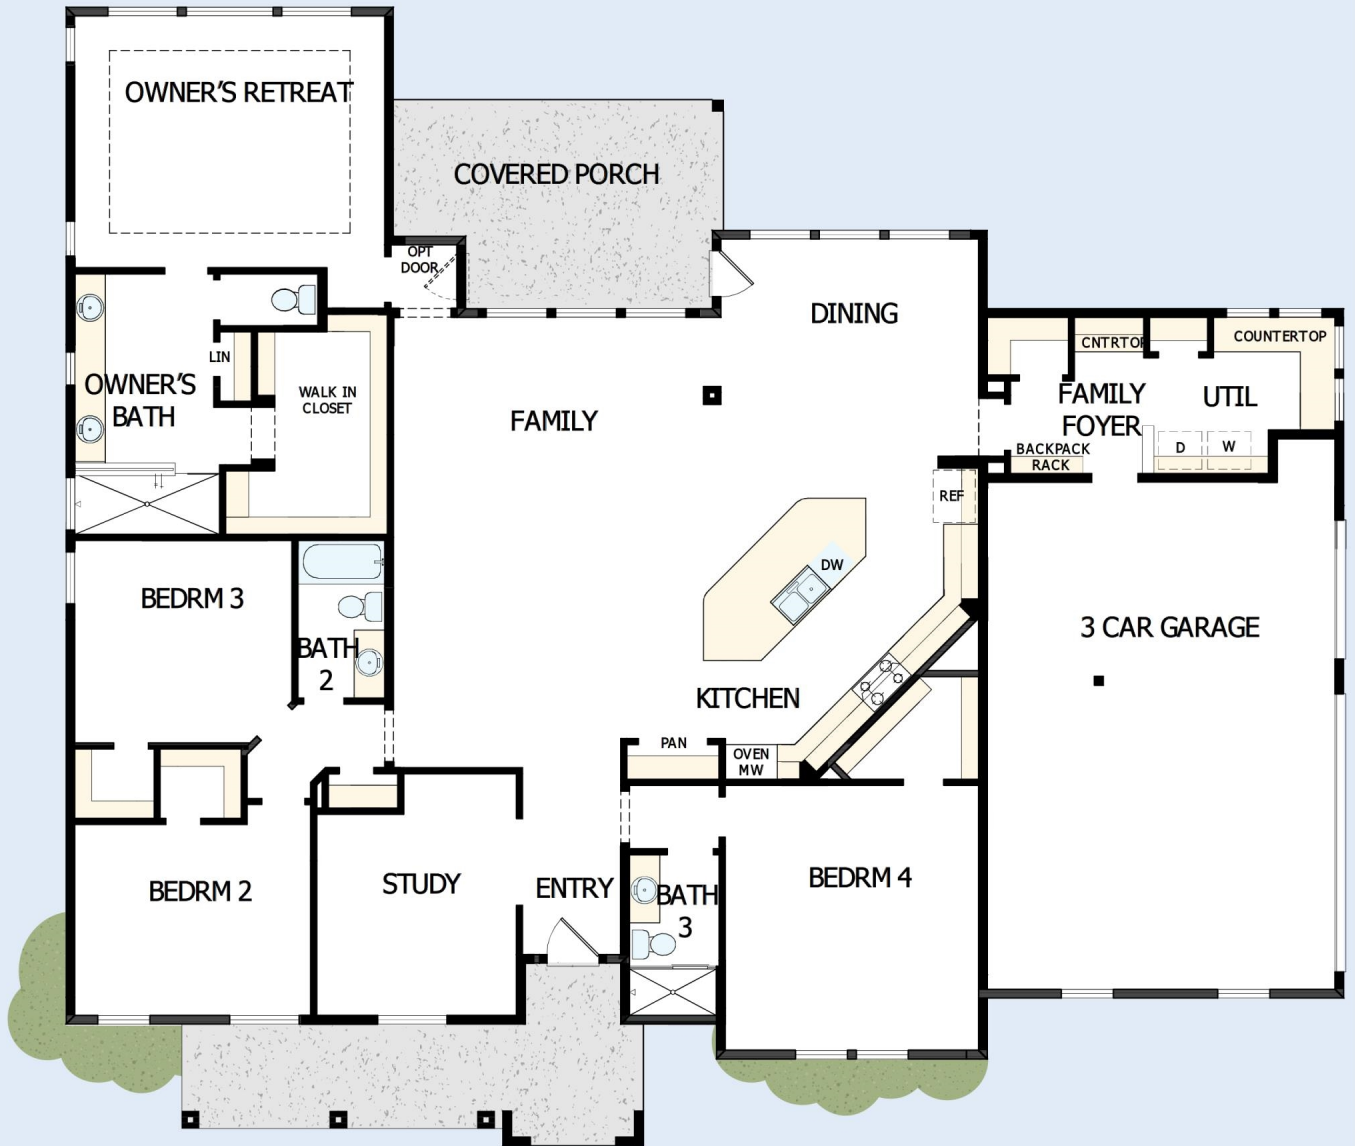 OWNER'S RETREAT
COVERED PORCH
OPT
DOOR
DINING
LIN
OWNER'S
BATH
WALK IN
CLOSET
FAMILY
CNTRTOP
COUNTERTOP
FAMILY
FOYER
UTIL
BACKPACK
RACK
D
W
REF
DW
BEDRM 3
BATH
2
3 CAR GARAGE
KITCHEN
PAN
OVEN
MW
BEDRM 2
STUDY
ENTRY
BATH
3
BEDRM 4